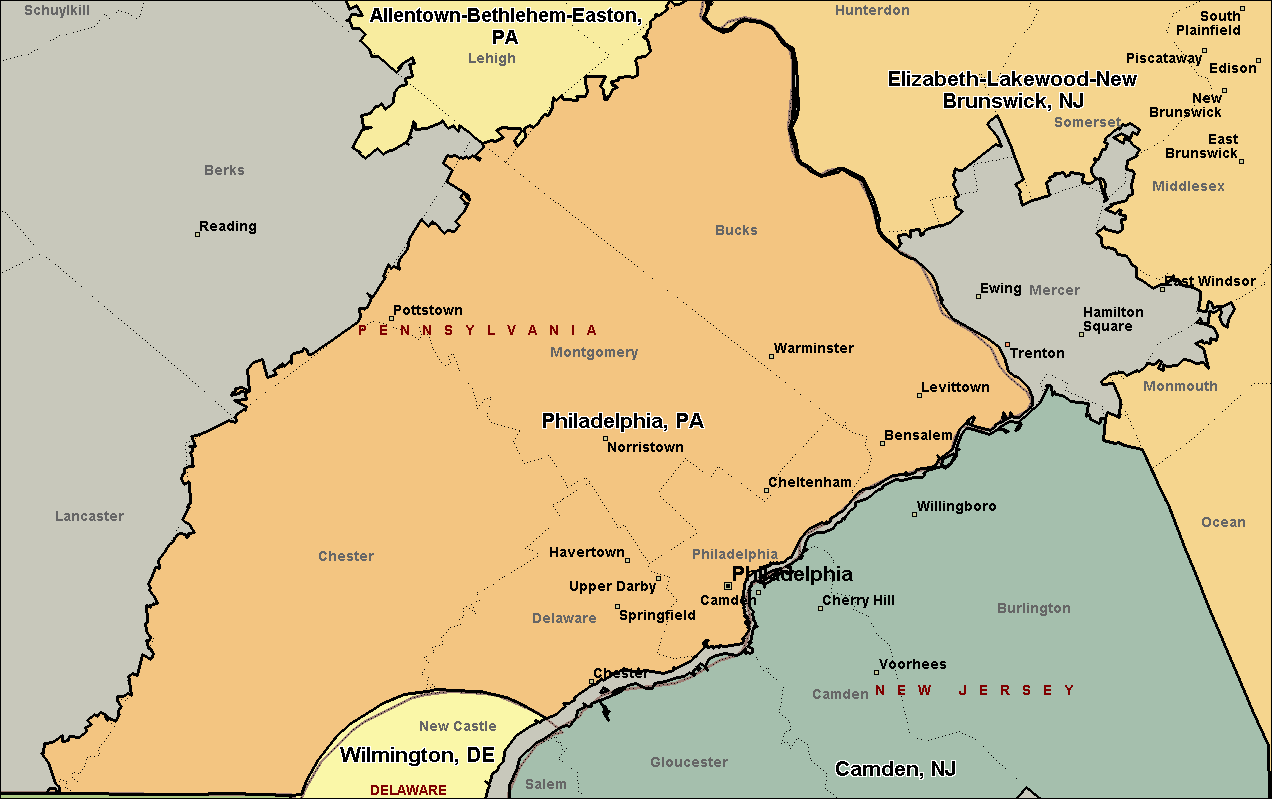 Schuylkill
Allentown-Bethlehem-Easton,
PA
Lehigh
Hunterdon
South
Plainfield
Piscataway
Edison
Elizabeth-Lakewood-New
Brunswick, NJ
New
Brunswick
Somerset
East
Brunswick
Berks
Middlesex
Reading
Bucks
East Windsor
Ewing
Mercer
Hamilton
Square
Pottstown
PENNSYLVANIA
Montgomery
Warminster
Trenton
Levittown
Monmouth
Philadelphia, PA
Norristown
Bensalem
Cheltenham
Willingboro
Lancaster
Ocean
Chester
Havertown
Philadelphia
Philadelphia
Upper Darby
Camden
Cherry Hill
Springfield
Delaware
Burlington
Voorhees
Chester
Camden
NEW JERSEY
New Castle
Wilmington, DE
Gloucester
Camden, NJ
Salem
DELAWARE